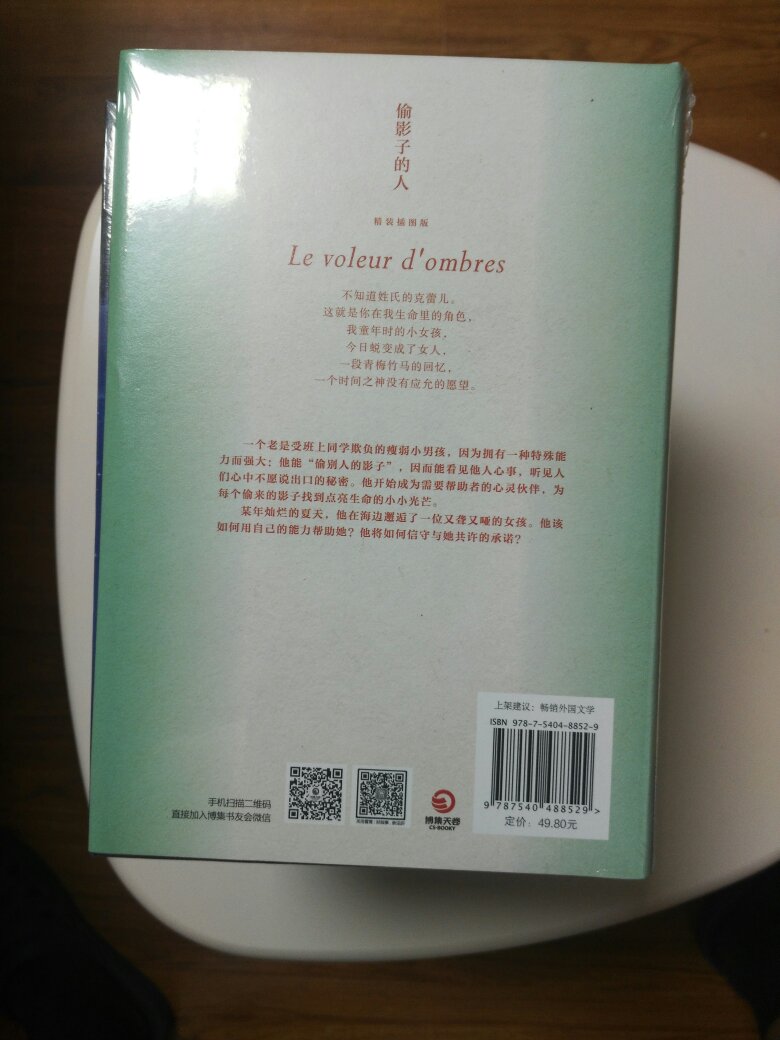 偷影子的人
精装插图版
Le voleur d'ombres
不知道姓氏的克蕾儿。
这就是你在我生命里的角色，
我童年时的小女孩，
今日蜕变成了女人，
一段青梅竹马的回忆，
一个时间之神没有应允的愿望。
一个老是受班上同学欺负的瘦弱小男孩，因为拥有一种特殊能
力而强大：他能“偷别人的影子”，因而能看见他人心事，听见人
们心中不愿说出口的秘密。他开始成为需要帮助者的心灵伙伴，为
每个偷来的影子找到点亮生命的小小光芒。
某年灿烂的夏天，他在海边邂逅了一位又聋又哑的女孩。他该
如何用自己的能力帮助她？他将如何信守与她共许的承诺？
上架建议：畅销外国文学
ISBN 978-7-5404-8852-9
9 787540 488529 >
定价：49.80元
手机扫描二维码
直接加入博集书友会微信
博集天卷
CS-BOOKY